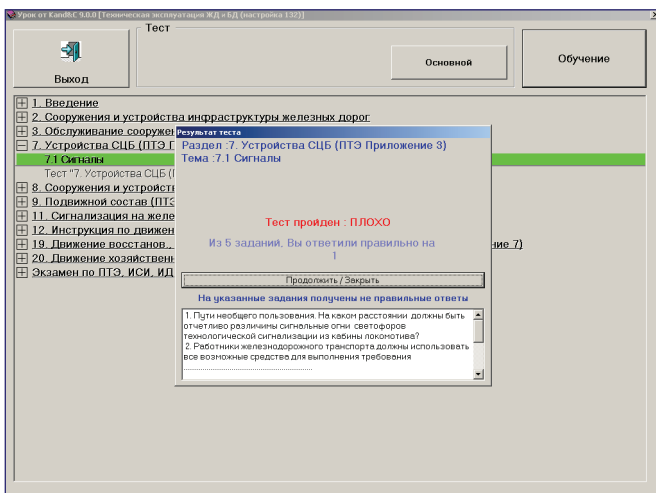 Урок от KandRC 9.0.0 [Техническая эксплуатация ЖД и БД (настройка 132)]
Тест
Выход
Основной
Обучение
1. Введение
2. Сооружения и устройства инфраструктуры железных дорог
3. Обслуживание сооруже
7. Устройства СЦБ (ПТЭ П
7.1 Сигналы
Тест "7. Устройства СЦБ (
8. Сооружения и устройств
9. Подвижной состав (ПТЭ
11. Сигнализация на желе
12. Инструкция по движен
19. Движение восстанов.,
ние 7)
20. Движение хозяйственн
Экзамен по ПТЭ, ИСИ, ИД
Результат теста
Раздел :7. Устройства СЦБ (ПТЭ Приложение 3)
Тема :7.1 Сигналы
Тест пройден : ПЛОХО
Из 5 заданий, Вы ответили правильно на
1
Продолжить / Закрыть
На указанные задания получены не правильные ответы
1. Пути необщего пользования. На каком расстоянии должны быть
отчетливо различимы сигнальные огни светофоров
технологической сигнализации из кабины локомотива?
2. Работники железнодорожного транспорта должны использовать
все возможные средства для выполнения требования